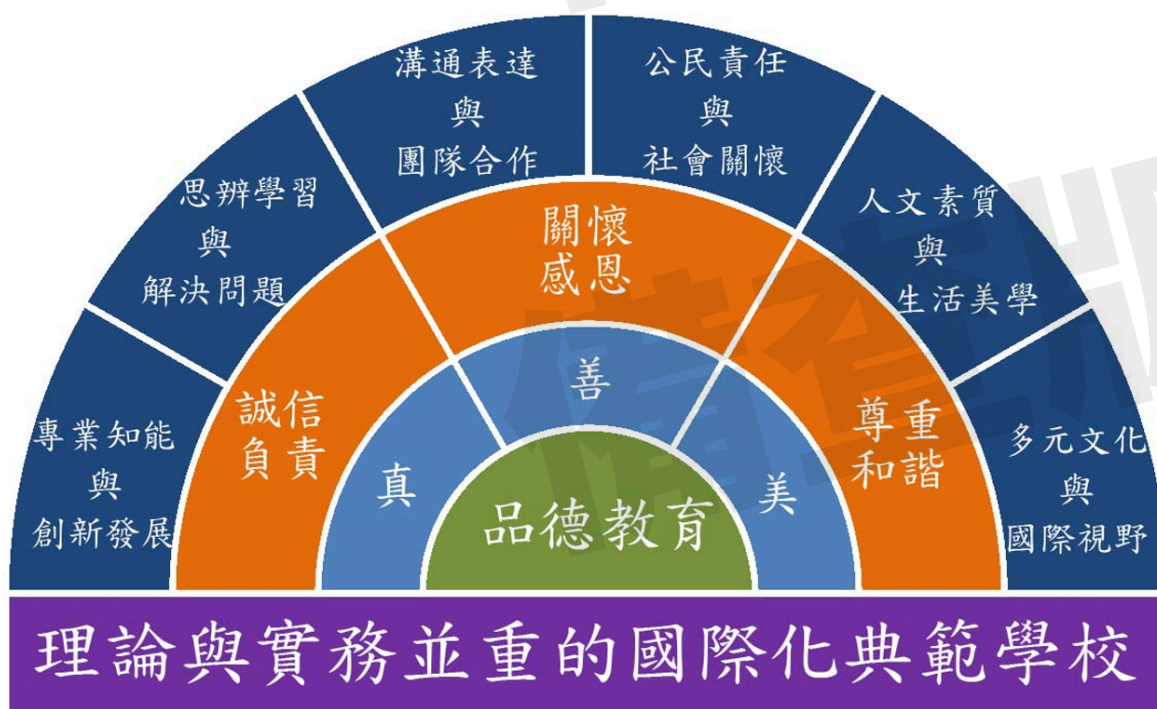 溝通表達
與
團隊合作
公民責任
與
社會關懷
思辨學習
與
解決問題
人文素質
與
生活美學
關懷
感恩
專業知能
與
創新發展
誠信
負責
尊重
和諧
多元文化
與
國際視野
真
善
美
品德教育
理論與實務並重的國際化典範學校